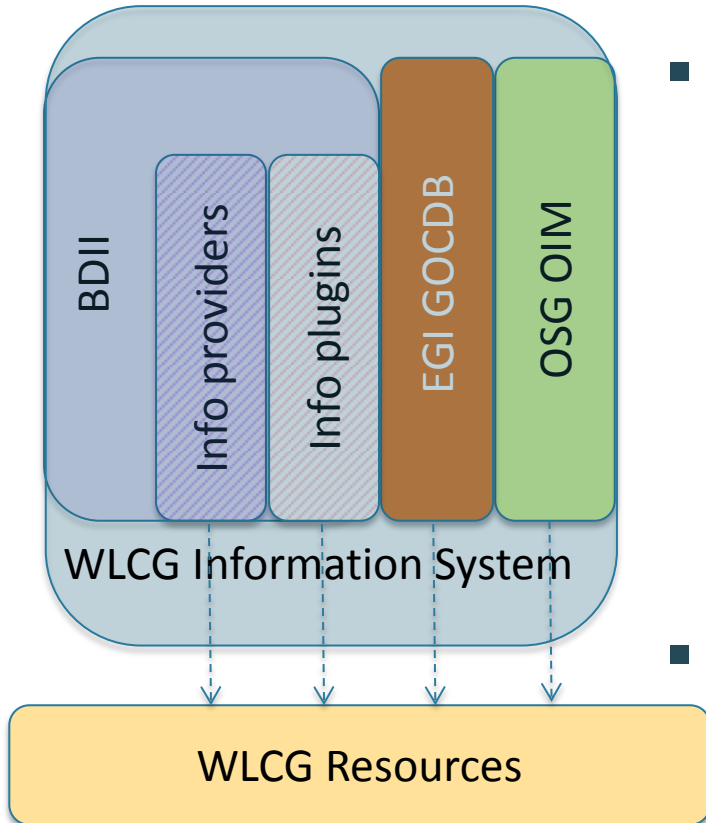 BDII
Info providers
Info plugins
EGI GOCDB
OSG OIM
WLCG Information System
WLCG Resources